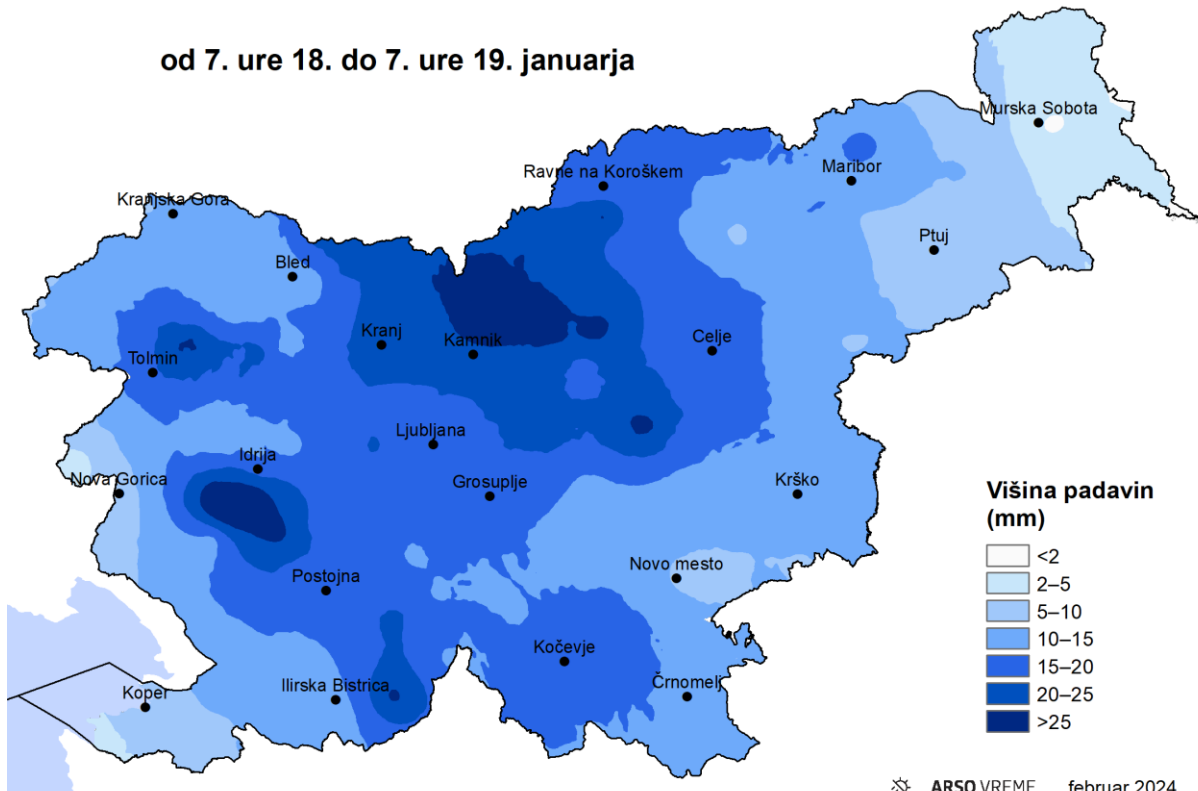 od 7. ure 18. do 7. ure 19. januarja
Murska Sobota
Ravne na Koroškem
Maribor
Kranjska Gora
Ptuj
Bled
Kranj
Kamnik
Celje
Tolmin
Ljubljana
Idrija
Nova Gorica
Grosuplje
Krško
Novo mesto
Postojna
Kočevje
Koper
Ilirska Bistrica
Črnomelj
Višina padavin
(mm)
<2
2–5
5–10
10–15
15–20
20–25
>25
ARSO VREME februar 2024